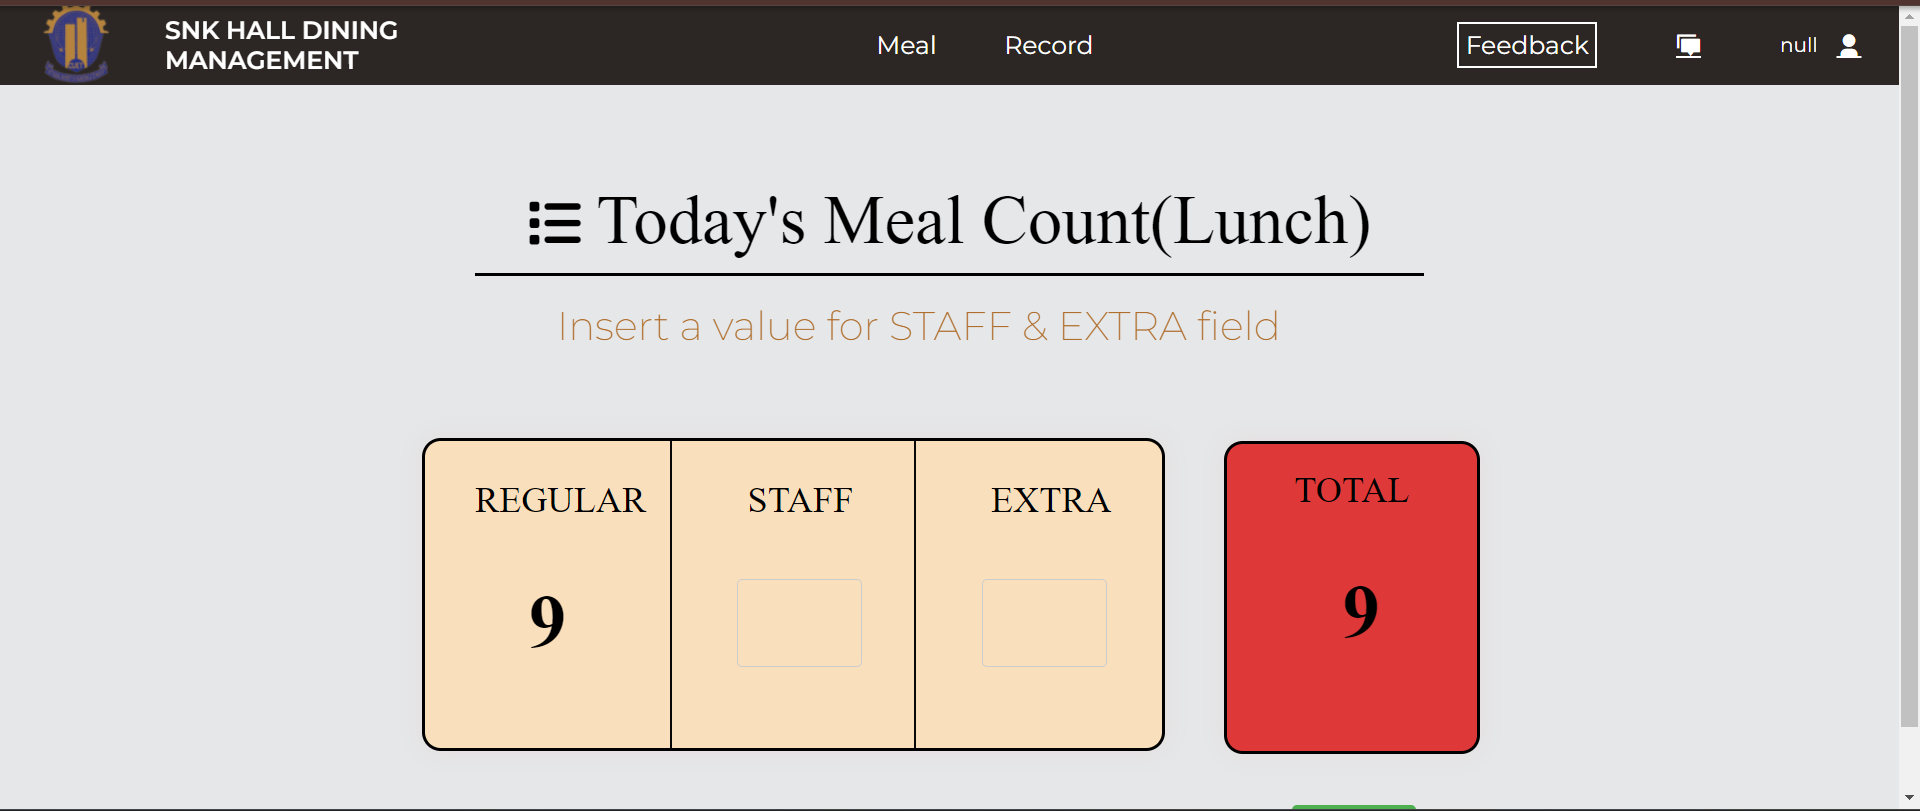 SNK HALL DINING
MANAGEMENT
Meal
Record
Feedback
null
Today's Meal Count(Lunch)
Insert a value for STAFF & EXTRA field
REGULAR
STAFF
EXTRA
TOTAL
9
9